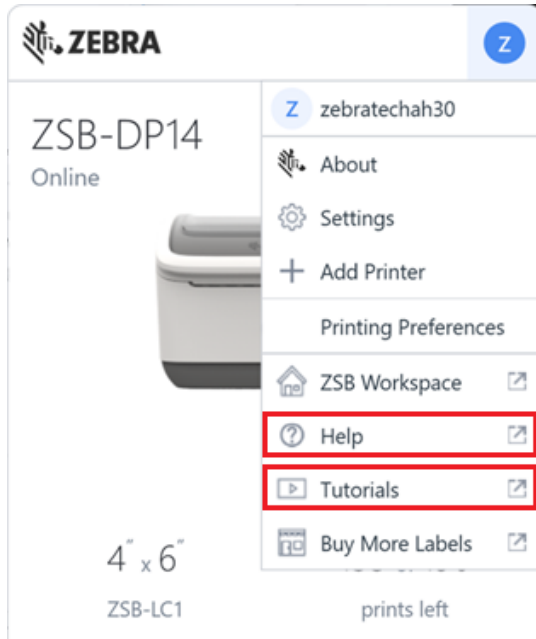 ZEBRA
Z
Z zebratechah30
ZSB-DP14
Online
About
Settings
Add Printer
Printing Preferences
ZSB Workspace
Help
Tutorials
Buy More Labels
4" x 6"
ZSB-LC1
prints left